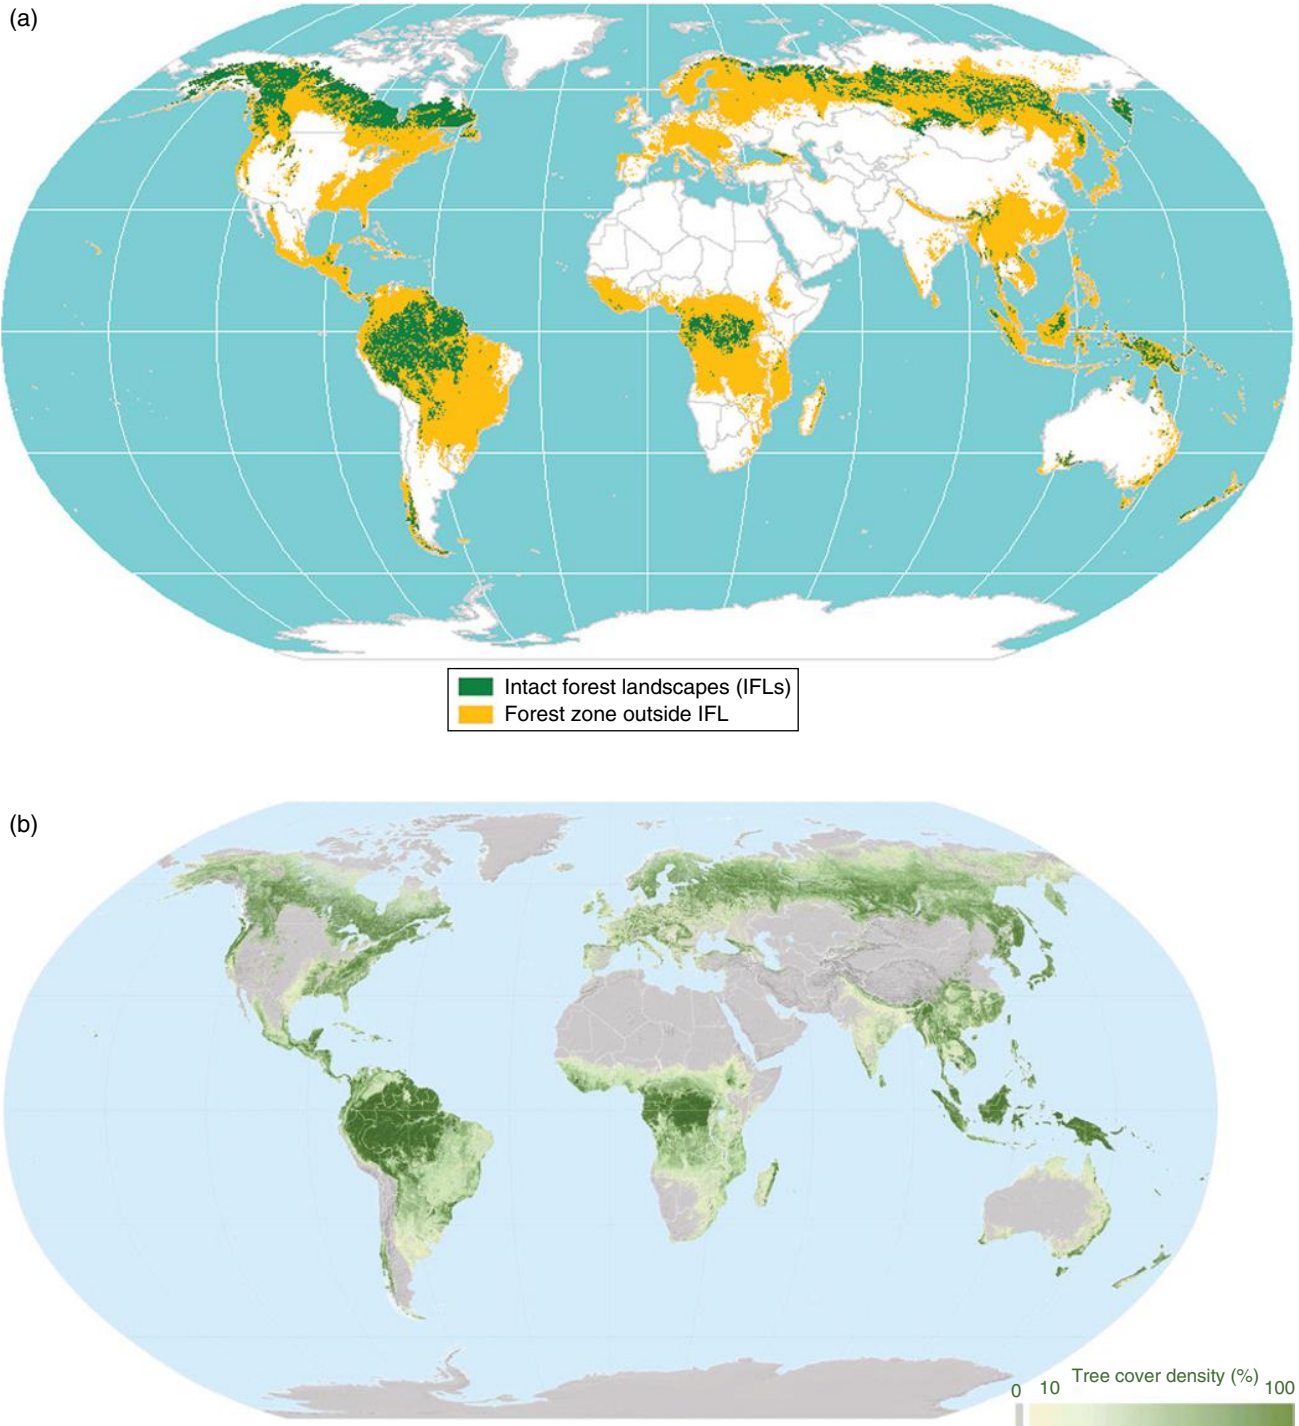 (a)
Intact forest landscapes (IFLs)
Forest zone outside IFL
(b)
Tree cover density (%)
0 10 100